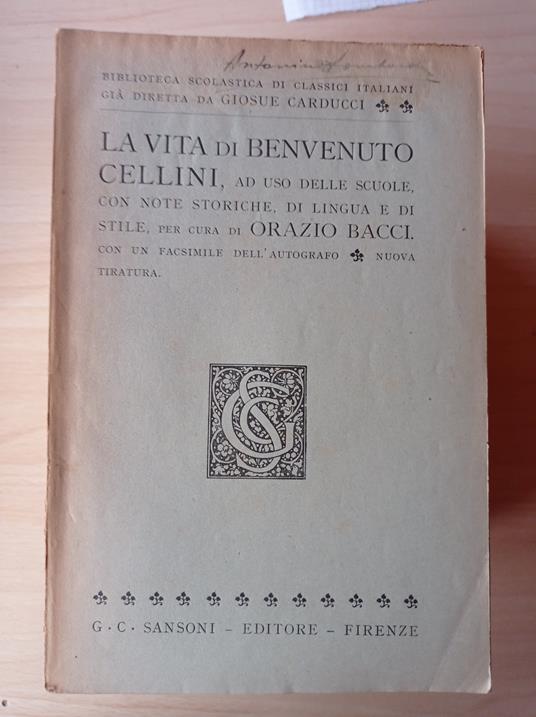 BIBLIOTECA SCOLASTICA DI CLASSICI ITALIANI
GIÀ DIRETTA DA GIOSUE CARDUCCI
LA VITA DI BENVENUTO
CELLINI, AD USO DELLE SCUOLE,
CON NOTE STORICHE, DI LINGUA E DI
STILE, PER CURA DI ORAZIO BACCI.
CON UN FACSIMILE DELL'AUTOGRAFO NUOVA
TIRATURA.
G. C. SANSONI – EDITORE – FIRENZE